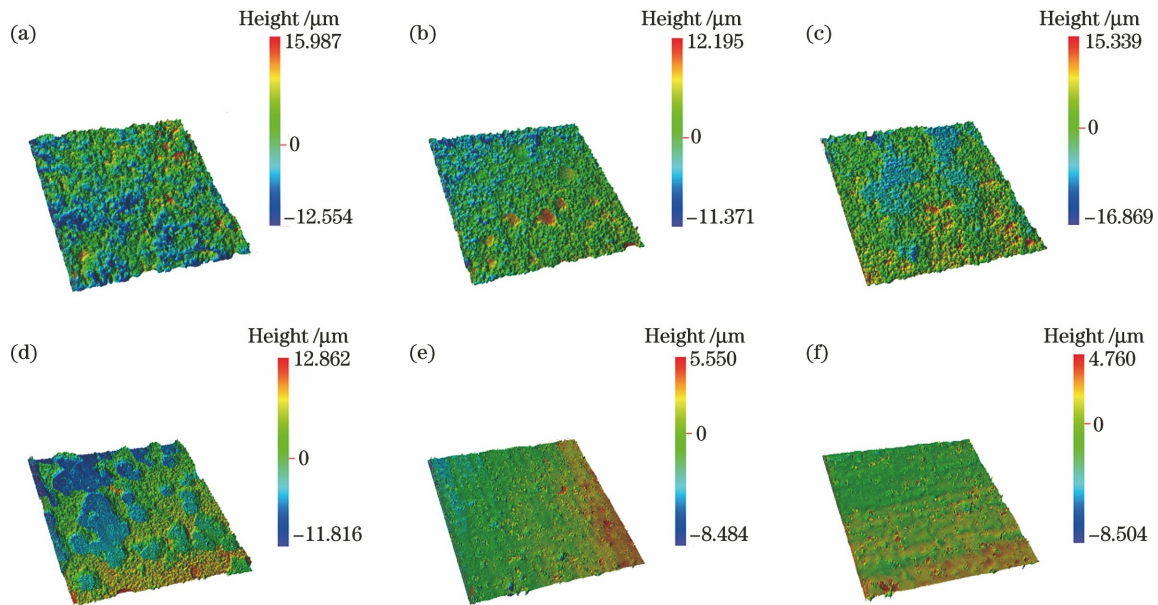 (a)
Height /μm
15.987
0
−12.554
(b)
Height /μm
12.195
0
−11.371
(c)
Height /μm
15.339
0
−16.869
(d)
Height /μm
12.862
0
−11.816
(e)
Height /μm
5.550
0
−8.484
(f)
Height /μm
4.760
0
−8.504